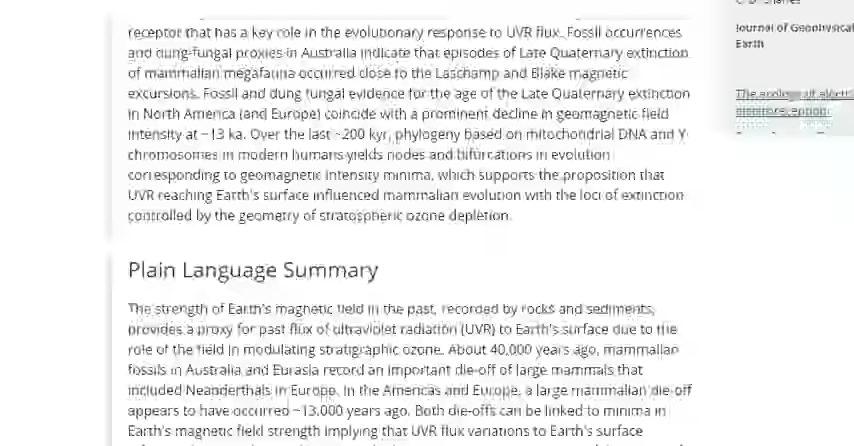 receptor that has a key role in the evolutionary response to UVR flux. Fossil occurrences
and dung-fungal proxies in Australia indicate that episodes of Late Quaternary extinction
of mammalian megafauna occurred close to the Laschamp and Blake magnetic
excursions. Fossil and dung fungal evidence for the age of the Late Quaternary extinction
in North America (and Europe) coincide with a prominent decline in geomagnetic field
intensity at ~13 ka. Over the last ~200 kyr, phylogeny based on mitochondrial DNA and Y
chromosomes in modern humans yields nodes and bifurcations in evolution
corresponding to geomagnetic intensity minima, which supports the proposition that
UVR reaching Earth's surface influenced mammalian evolution with the loci of extinction
controlled by the geometry of stratospheric ozone depletion.
Plain Language Summary
The strength of Earth's magnetic field in the past, recorded by rocks and sediments,
provides a proxy for past flux of ultraviolet radiation (UVR) to Earth's surface due to the
role of the field in modulating stratigraphic ozone. About 40,000 years ago, mammalian
fossils in Australia and Eurasia record an important die-off of large mammals that
included Neanderthals in Europe. In the Americas and Europe, a large mammalian die-off
appears to have occurred ~13,000 years ago. Both die-offs can be linked to minima in
Earth's magnetic field strength implying that UVR flux variations to Earth's surface
Journal of Geophysical
Earth
The ecology of